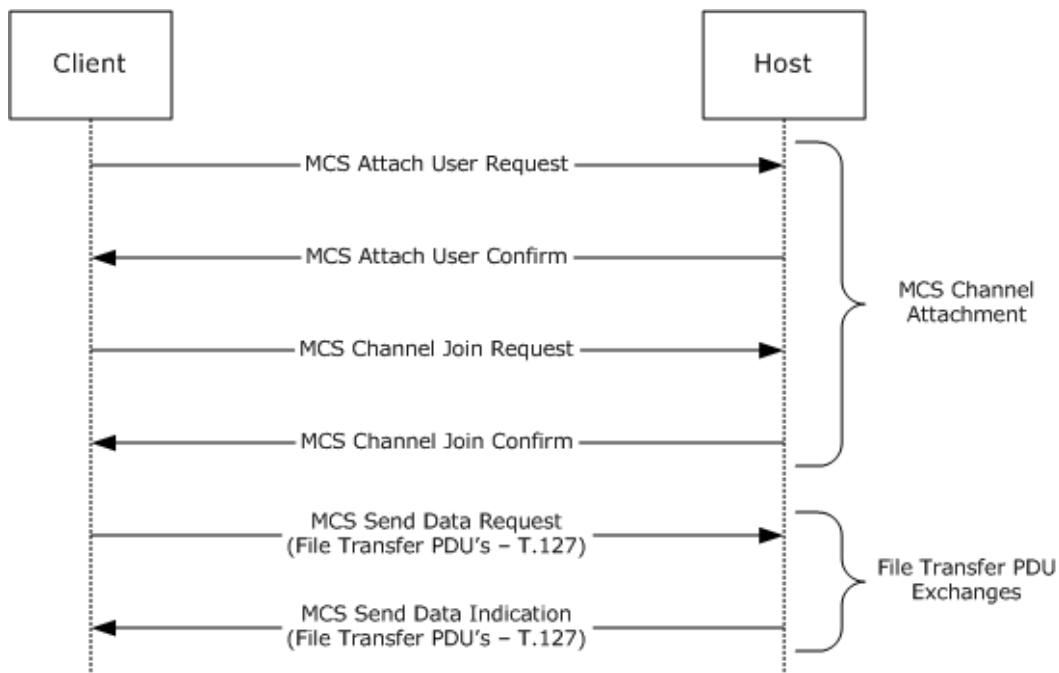 Client
Host
MCS Attach User Request
MCS Attach User Confirm
MCS Channel
Attachment
MCS Channel Join Request
MCS Channel Join Confirm
MCS Send Data Request
(File Transfer PDU's – T.127)
File Transfer PDU
Exchanges
MCS Send Data Indication
(File Transfer PDU's – T.127)